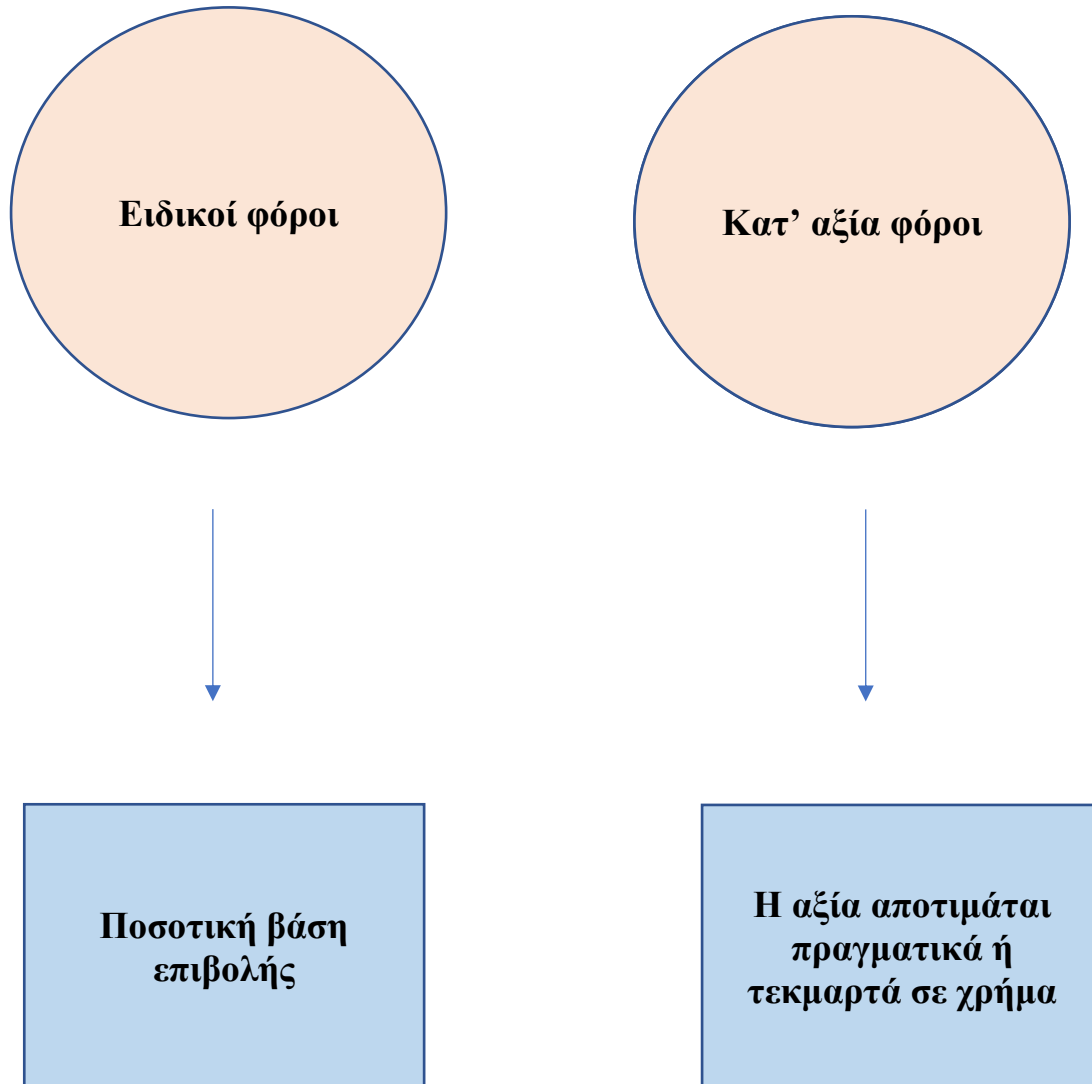 Ειδικοί φόροι
Κατ’ αξία φόροι
Ποσοτική βάση
επιβολής
Η αξία αποτιμάται
πραγματικά ή
τεκμαρτά σε χρήμα